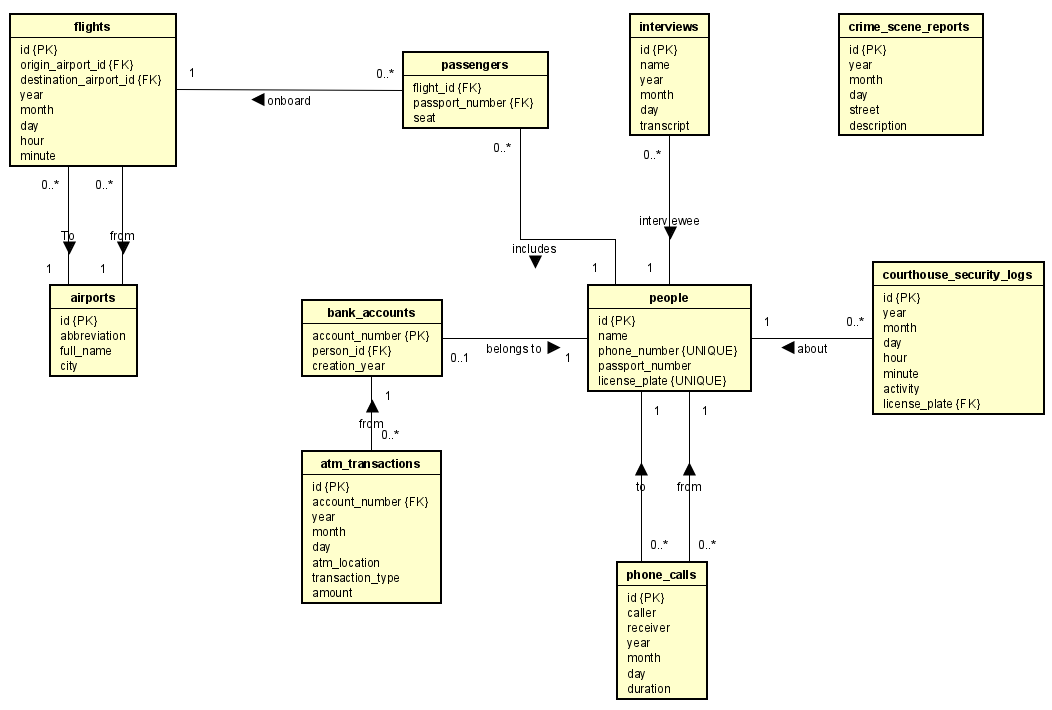 flights
id {PK}
origin_airport_id {FK}
destination_airport_id {FK}
year
month
day
hour
minute
1
0..*
onboard
passengers
flight_id {FK}
passport_number {FK}
seat
interviews
id {PK}
name
year
month
day
transcript
crime_scene_reports
id {PK}
year
month
day
street
description
0..*
0..*
To
from
1
1
0..*
includes
1
0..*
interviewee
1
airports
id {PK}
abbreviation
full_name
city
bank_accounts
account_number {PK}
person_id {FK}
creation_year
0..1
belongs to
1
people
id {PK}
name
phone_number {UNIQUE}
passport_number
license_plate {UNIQUE}
1
0..*
about
courthouse_security_logs
id {PK}
year
month
day
hour
minute
activity
license_plate {FK}
1
from
0..*
atm_transactions
id {PK}
account_number {FK}
year
month
day
atm_location
transaction_type
amount
1
1
to
from
0..*
0..*
phone_calls
id {PK}
caller
receiver
year
month
day
duration